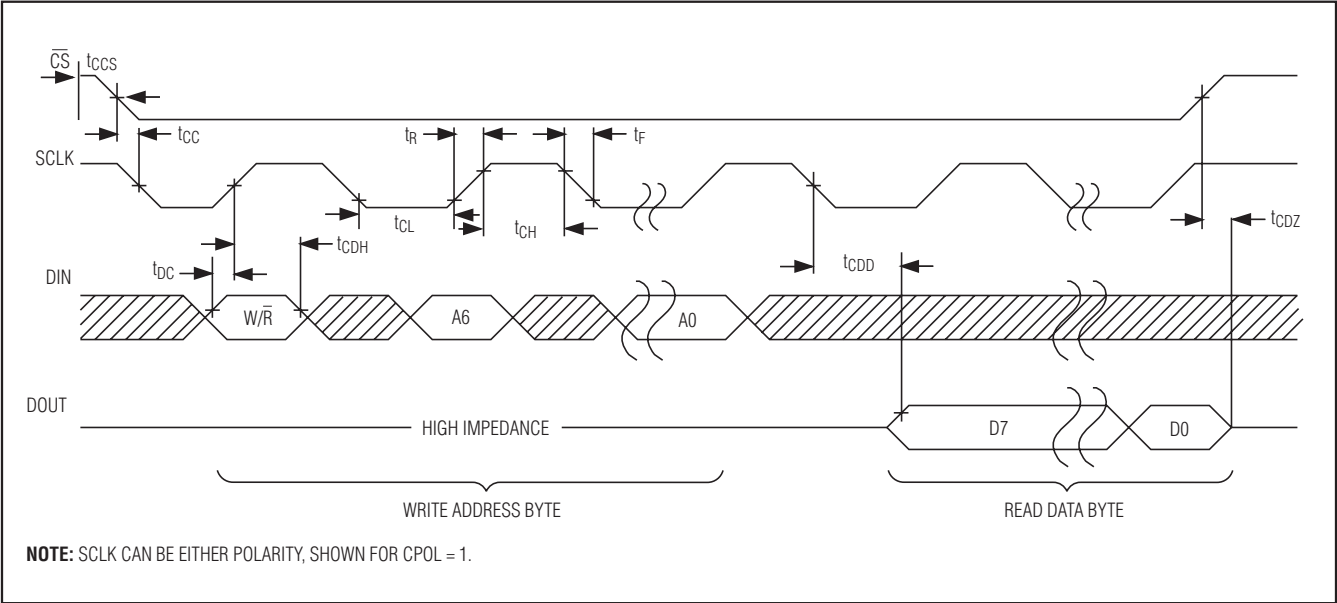 C̅S̅ tCCS
tCC
tR
tF
SCLK
tCL
tCH
tCDZ
tCDH
tCDD
tDC
DIN
W/R̅
A6
A0
DOUT
HIGH IMPEDANCE
D7
D0
WRITE ADDRESS BYTE
READ DATA BYTE
NOTE: SCLK CAN BE EITHER POLARITY, SHOWN FOR CPOL = 1.